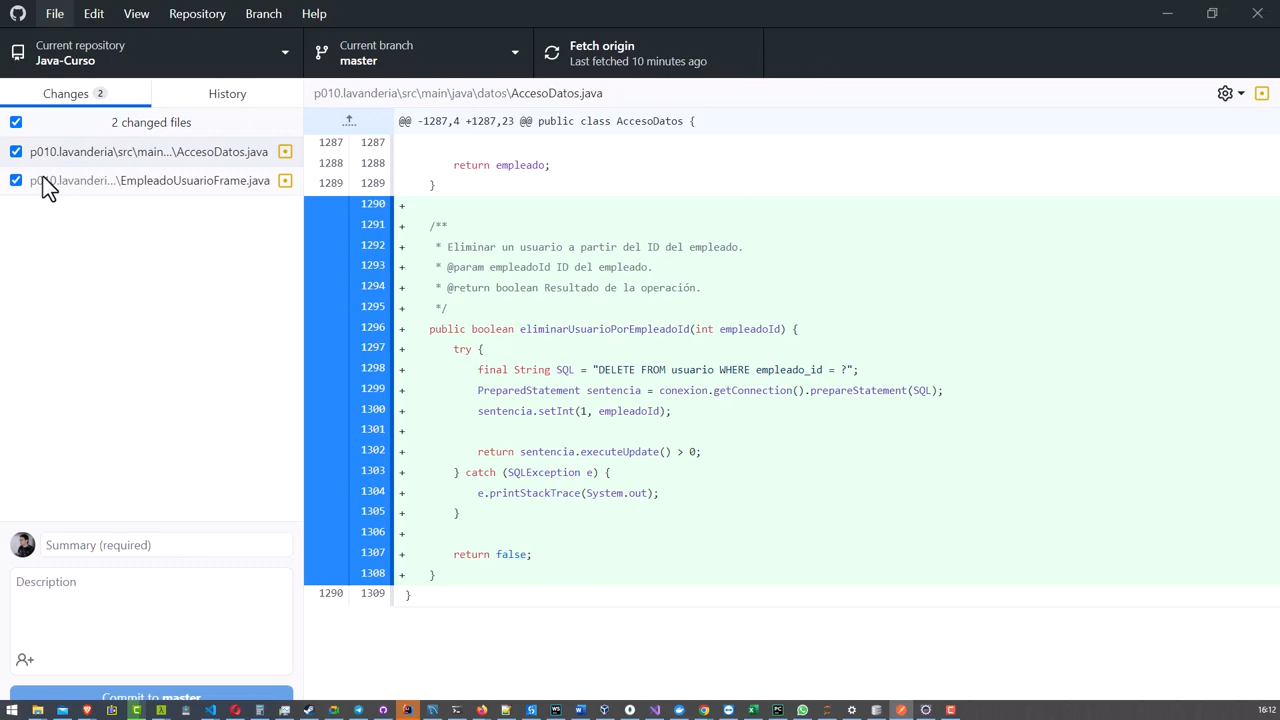 File Edit View Repository Branch Help
Current repository
Java-Curso
Current branch
master
Fetch origin
Last fetched 10 minutes ago
Changes 2
History
p010.lavanderia\src\main\java\datos\AccesoDatos.java
2 changed files
p010.lavanderia\src\main...\AccesoDatos.java
p010.lavanderi...\EmpleadoUsuarioFrame.java
@@ -1287,4 +1287,23 @@ public class AccesoDatos {
1287 1287
1288 1288 return empleado;
1289 1289 }
1290 +
1291 + /**
1292 + * Eliminar un usuario a partir del ID del empleado.
1293 + * @param empleadoId ID del empleado.
1294 + * @return boolean Resultado de la operación.
1295 + */
1296 + public boolean eliminarUsuarioPorEmpleadoId(int empleadoId) {
1297 + try {
1298 + final String SQL = "DELETE FROM usuario WHERE empleado_id = ?";
1299 + PreparedStatement sentencia = conexion.getConnection().prepareStatement(SQL);
1300 + sentencia.setInt(1, empleadoId);
1301 +
1302 + return sentencia.executeUpdate() > 0;
1303 + } catch (SQLException e) {
1304 + e.printStackTrace(System.out);
1305 + }
1306 +
1307 + return false;
1308 + }
1290 1309 }
Summary (required)
Description
Commit to master
16:12